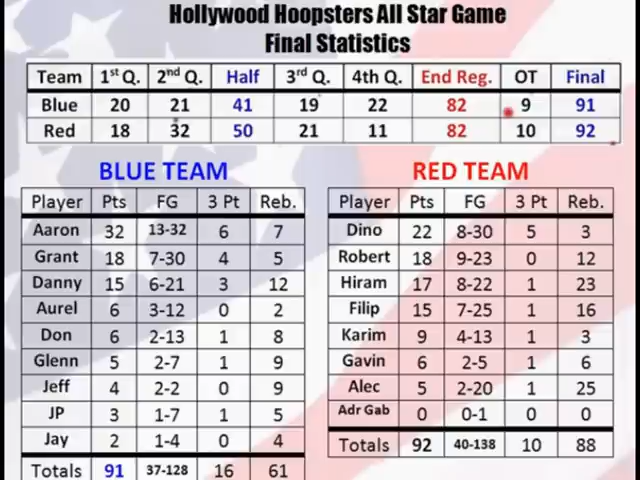 Hollywood Hoopsters All Star Game
Final Statistics
Team 1st Q. 2nd Q. Half 3rd Q. 4th Q. End Reg. OT Final
Blue 20 21 41 19 22 82 9 91
Red 18 32 50 21 11 82 10 92
BLUE TEAM
Player Pts FG 3 Pt Reb.
Aaron 32 13-32 6 7
Grant 18 7-30 4 5
Danny 15 6-21 3 12
Aurel 6 3-12 0 2
Don 6 2-13 1 8
Glenn 5 2-7 1 9
Jeff 4 2-2 0 9
JP 3 1-7 1 5
Jay 2 1-4 0 4
Totals 91 37-128 16 61
RED TEAM
Player Pts FG 3 Pt Reb.
Dino 22 8-30 5 3
Robert 18 9-23 0 12
Hiram 17 8-22 1 23
Filip 15 7-25 1 16
Karim 9 4-13 1 3
Gavin 6 2-5 1 6
Alec 5 2-20 1 25
Adr Gab 0 0-1 0 0
Totals 92 40-138 10 88